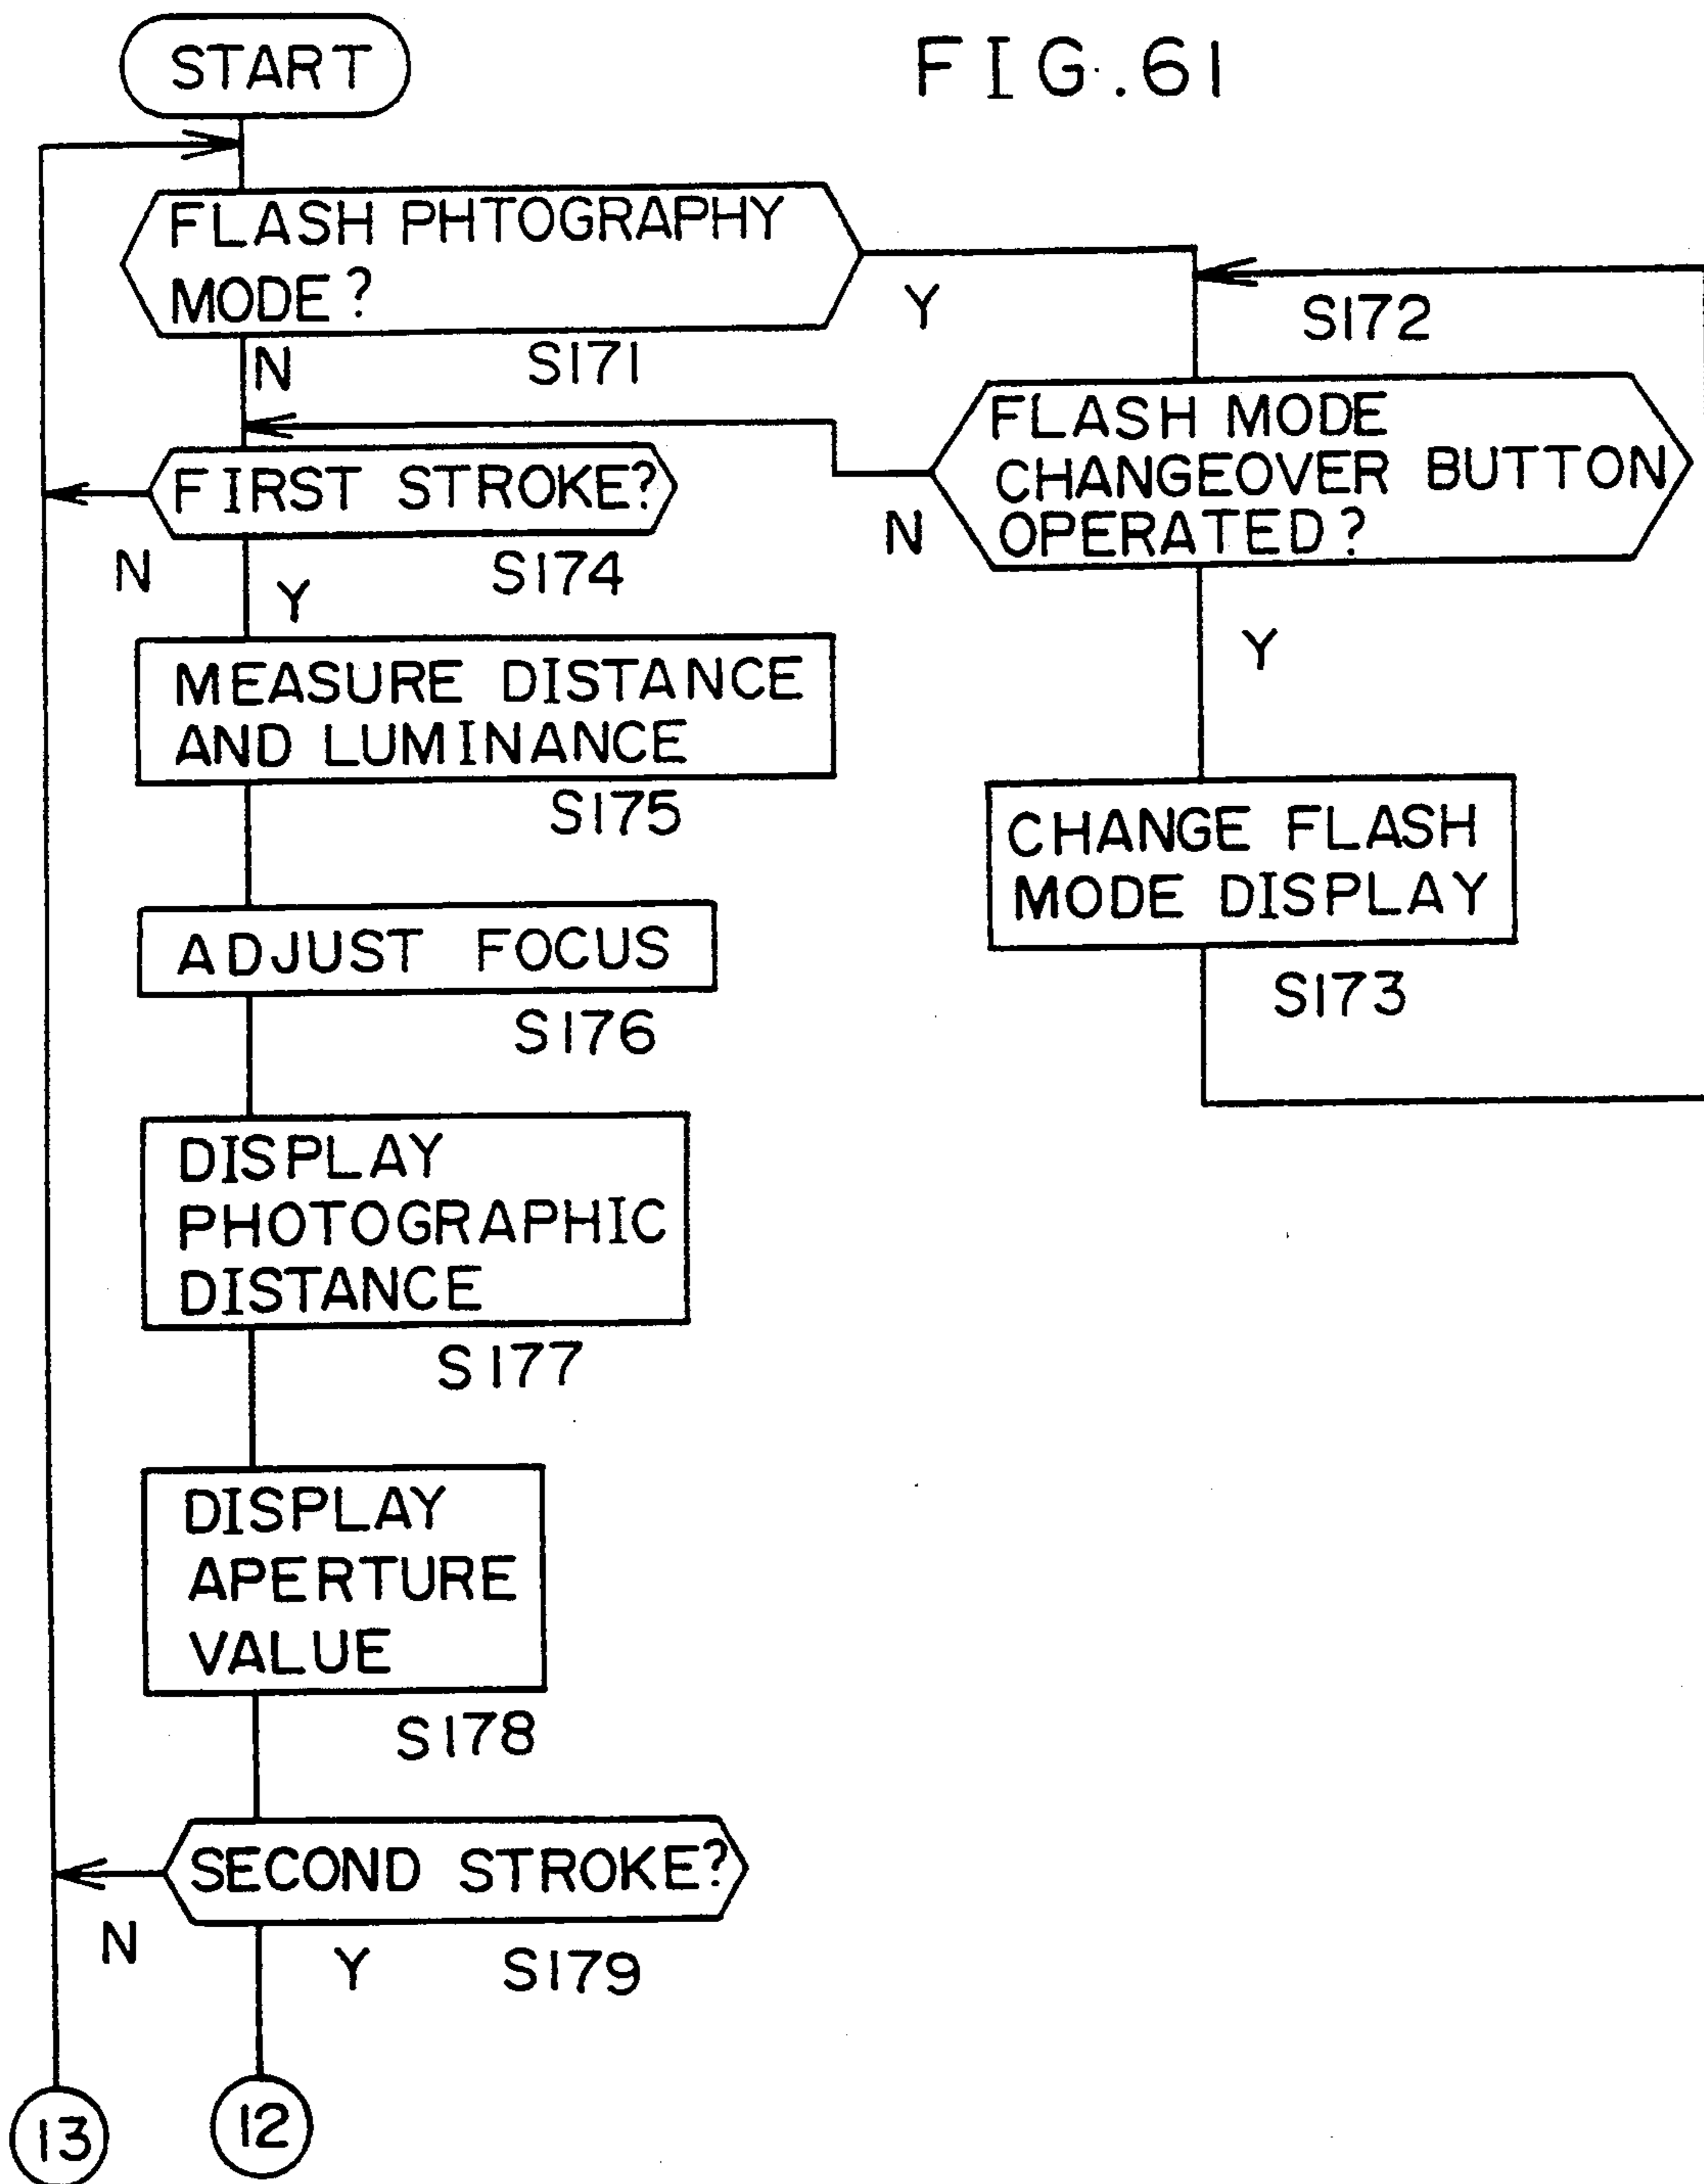 FIG.61
START
FLASH PHTOGRAPHY
MODE?
Y
N
S171
S172
FLASH MODE
CHANGEOVER BUTTON
OPERATED?
N
Y
FIRST STROKE?
N
S174
Y
MEASURE DISTANCE
AND LUMINANCE
S175
CHANGE FLASH
MODE DISPLAY
S173
ADJUST FOCUS
S176
DISPLAY
PHOTOGRAPHIC
DISTANCE
S177
DISPLAY
APERTURE
VALUE
S178
SECOND STROKE?
N
Y
S179
13
12